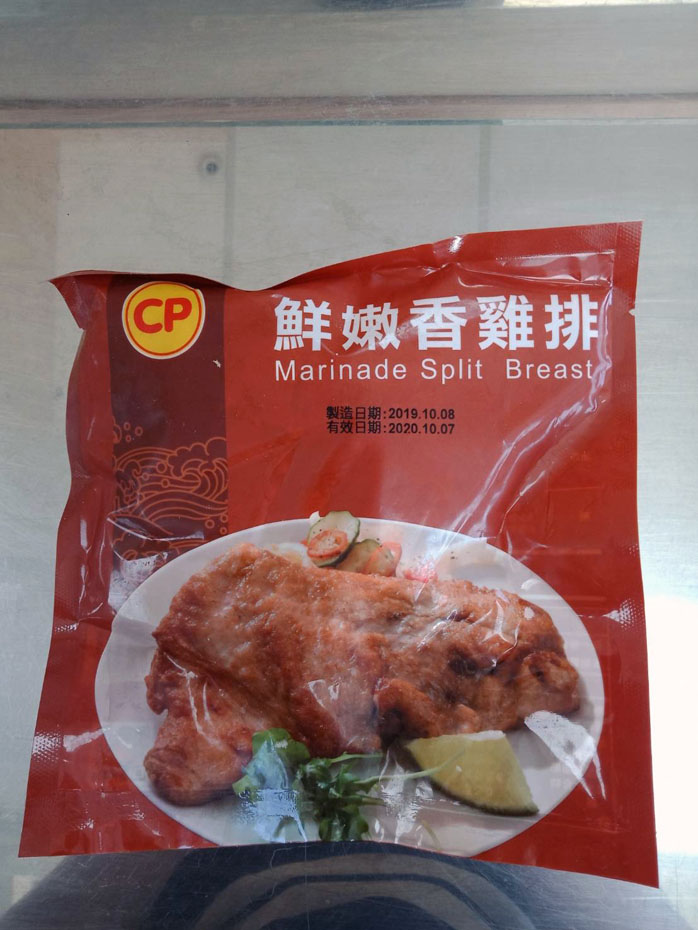 CP
鮮嫩香雞排
Marinade Split Breast
製造日期:2019.10.08
有效日期:2020.10.07